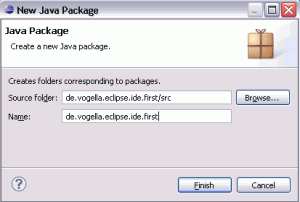 New Java Package
Java Package
Create a new Java package.
Creates folders corresponding to packages.
Source folder: de.vogella.eclipse.ide.first/src Browse...
Name: de.vogella.eclipse.ide.first
? Finish Cancel